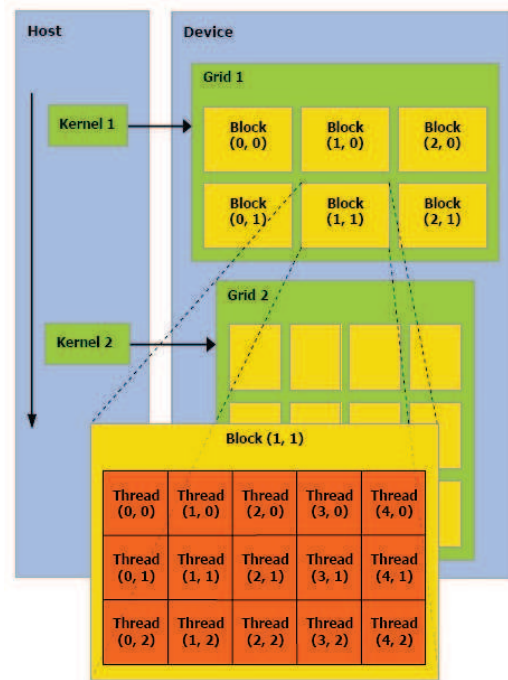 Host
Device
Grid 1
Kernel 1
Block Block Block
(0, 0) (1, 0) (2, 0)
Block Block Block
(0, 1) (1, 1) (2, 1)
Grid 2
Kernel 2
Block (1, 1)
Thread Thread Thread Thread Thread
(0, 0) (1, 0) (2, 0) (3, 0) (4, 0)
Thread Thread Thread Thread Thread
(0, 1) (1, 1) (2, 1) (3, 1) (4, 1)
Thread Thread Thread Thread Thread
(0, 2) (1, 2) (2, 2) (3, 2) (4, 2)